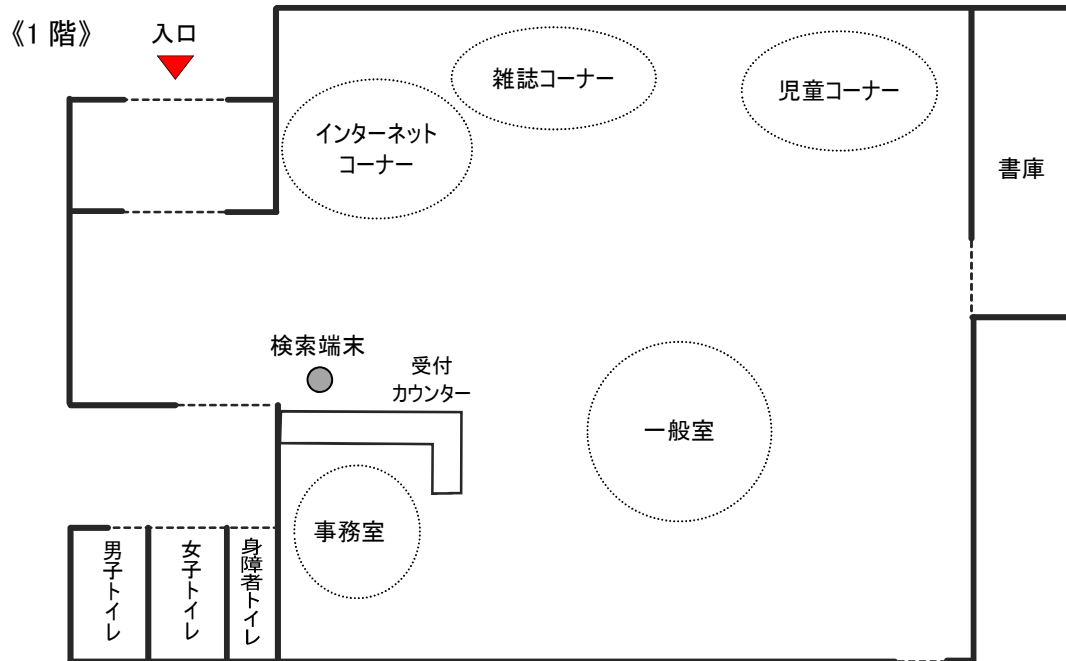 《1階》
入口
雑誌コーナー
児童コーナー
インターネット
コーナー
書庫
検索端末
受付
カウンター
一般室
事務室
男子トイレ
女子トイレ
身障者トイレ